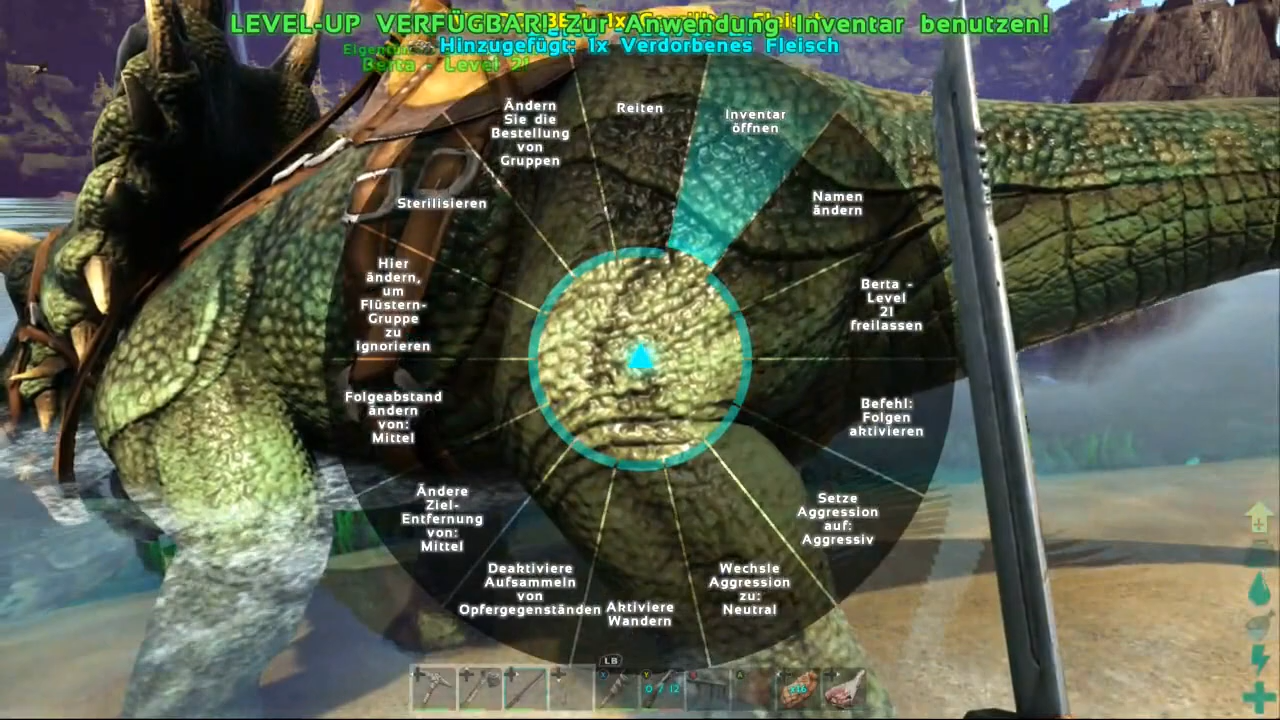 LEVEL-UP VERFÜGBAR! Zur Anwendung Inventar benutzen!
Hinzugefügt: 1x Verdorbenes Fleisch
Berta - Level 21
Reiten
Inventar
öffnen
Namen
ändern
Berta -
Level
21
freilassen
Befehl:
Folgen
aktivieren
Setze
Aggression
auf:
Aggressiv
Wechsle
Aggression
zu:
Neutral
Aktiviere
Wandern
Deaktiviere
Aufsammeln
von
Opfergegenständen
Ändere
Ziel-
Entfernung
von:
Mittel
Folgeabstand
ändern
von:
Mittel
Hier
ändern,
um
Flüstern-
Gruppe
zu
ignorieren
Sterilisieren
Ändern
Sie die
Bestellung
von
Gruppen
LB
X
Y
A
x16